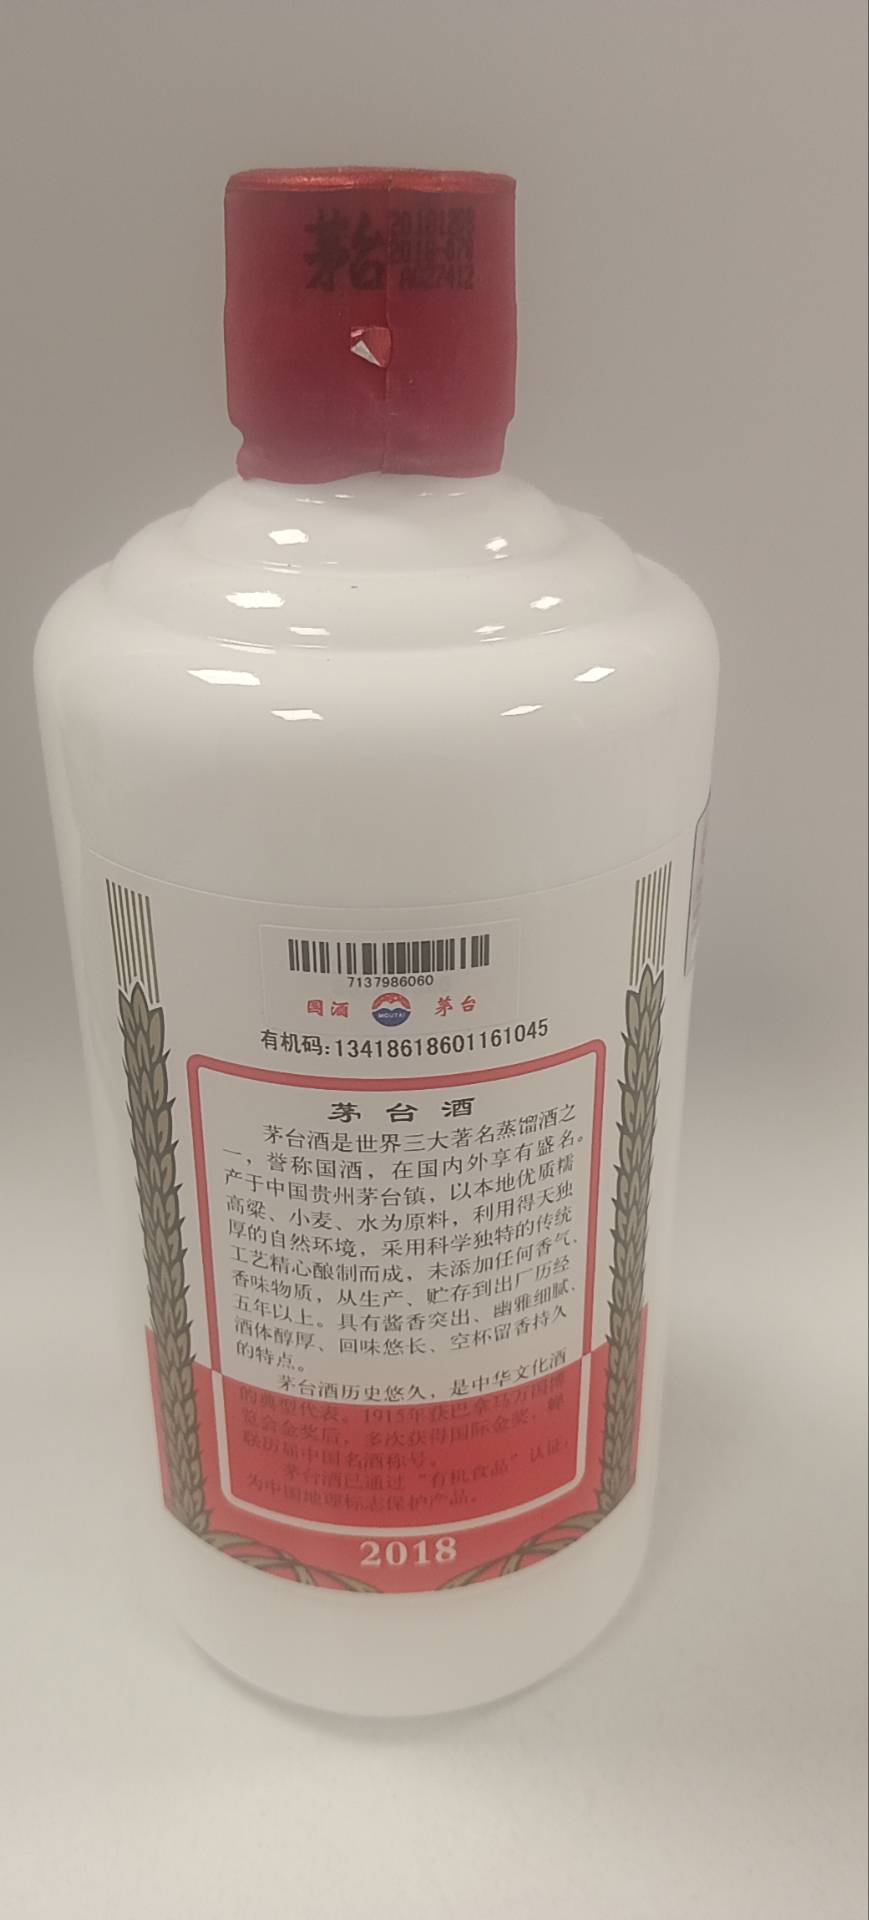 茅台
20181208
2018-078
7137986060
国酒 MOUTAI 茅台
有机码:13418618601161045
茅台酒
茅台酒是世界三大著名蒸馏酒之
一，誉称国酒，在国内外享有盛名。
产于中国贵州茅台镇，以本地优质糯
高粱、小麦、水为原料，利用得天独
厚的自然环境，采用科学独特的传统
工艺精心酿制而成，未添加任何香气、
香味物质，从生产、贮存到出厂历经
五年以上。具有酱香突出、幽雅细腻、
酒体醇厚、回味悠长、空杯留香持久
的特点。
茅台酒历史悠久，是中华文化酒
的典型代表。1915年获巴拿马万国博
览会金奖后，多次获得国际金奖，蝉
联历届中国名酒称号。
茅台酒已通过“有机食品”认证，
为中国地理标志保护产品。
2018